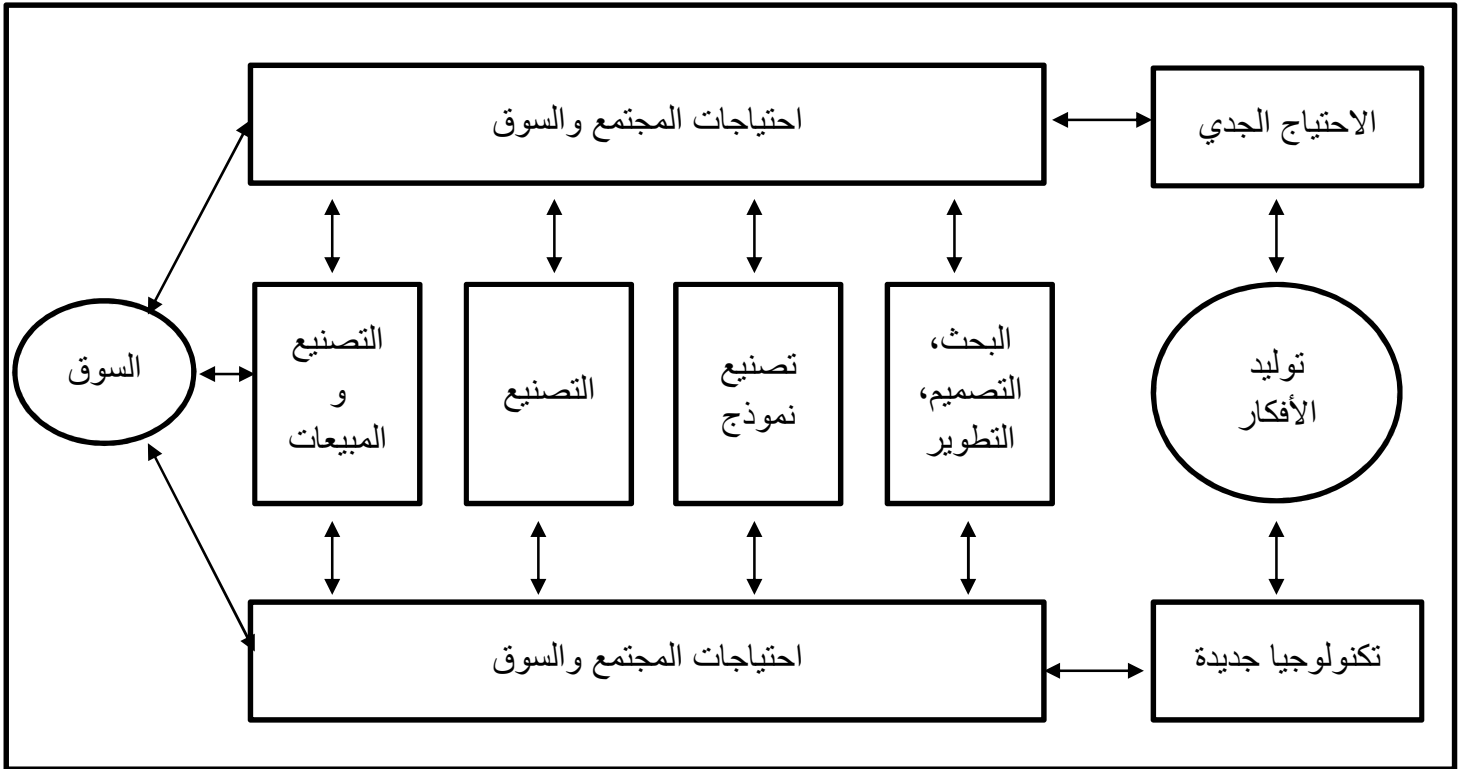 احتياجات المجتمع والسوق
الاحتياج الجدي
توليد
الأفكار
البحث،
التصميم،
التطوير
تصنيع
نموذج
التصنيع
التصنيع
و
المبيعات
السوق
تكنولوجيا جديدة
احتياجات المجتمع والسوق